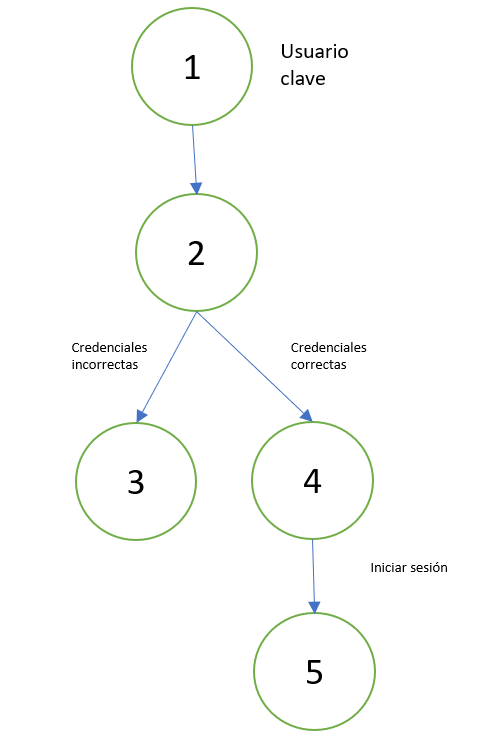 1
Usuario
clave
2
Credenciales
incorrectas
Credenciales
correctas
3
4
Iniciar sesión
5